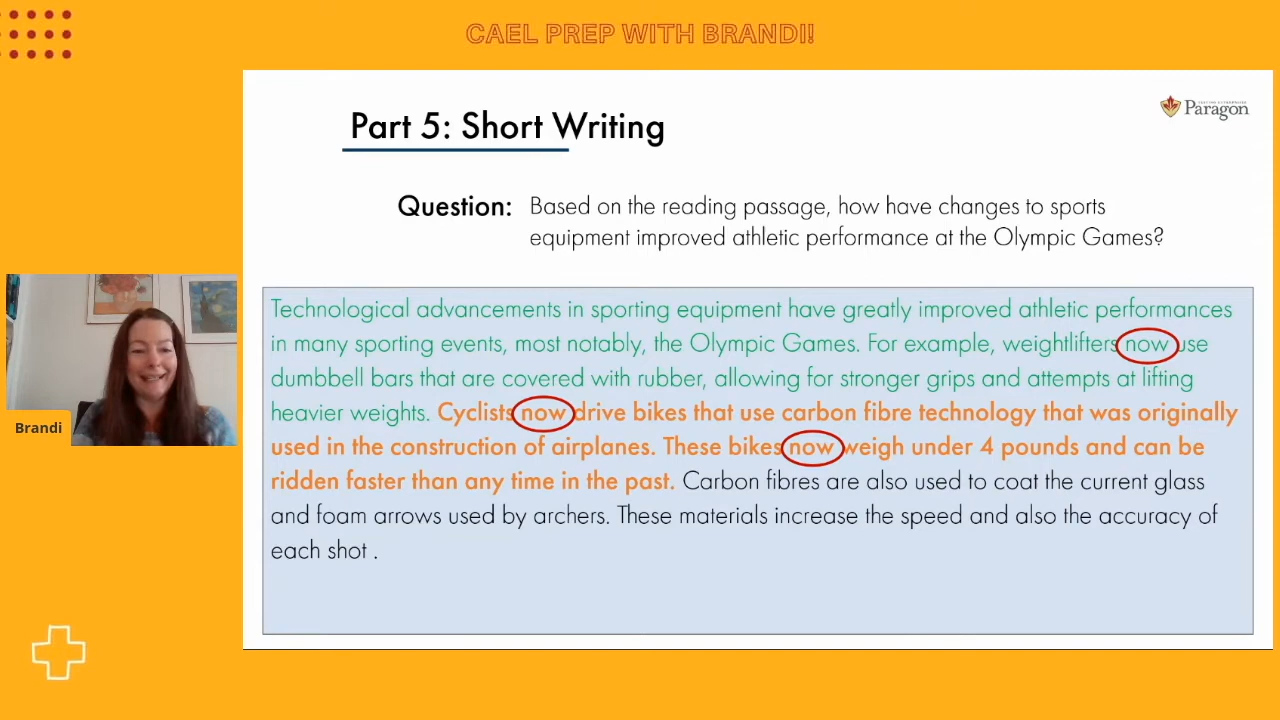 CAEL PREP WITH BRANDI!
Paragon
Part 5: Short Writing
Question: Based on the reading passage, how have changes to sports
equipment improved athletic performance at the Olympic Games?
Technological advancements in sporting equipment have greatly improved athletic performances
in many sporting events, most notably, the Olympic Games. For example, weightlifters now use
dumbbell bars that are covered with rubber, allowing for stronger grips and attempts at lifting
heavier weights. Cyclists now drive bikes that use carbon fibre technology that was originally
used in the construction of airplanes. These bikes now weigh under 4 pounds and can be
ridden faster than any time in the past. Carbon fibres are also used to coat the current glass
and foam arrows used by archers. These materials increase the speed and also the accuracy of
each shot .
Brandi